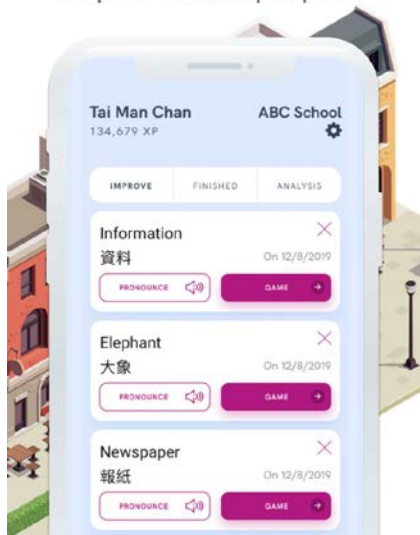 Tai Man Chan ABC School
134,679 XP
IMPROVE FINISHED ANALYSIS
Information
資料 On 12/8/2019
PRONOUNCE GAME
Elephant
大象 On 12/8/2019
PRONOUNCE GAME
Newspaper
報紙 On 12/8/2019
PRONOUNCE GAME